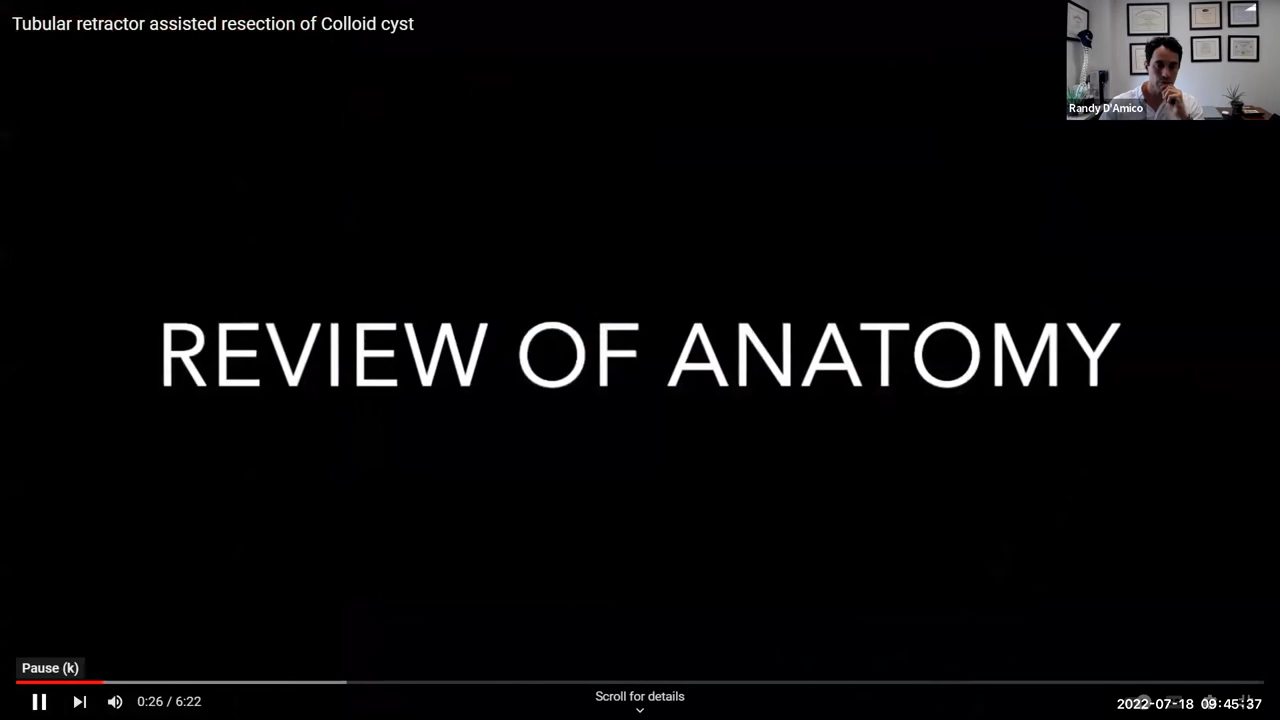 Tubular retractor assisted resection of Colloid cyst
Randy D'Amico
REVIEW OF ANATOMY
Pause (k)
0:26 / 6:22
Scroll for details
2022-07-18 09:45:37